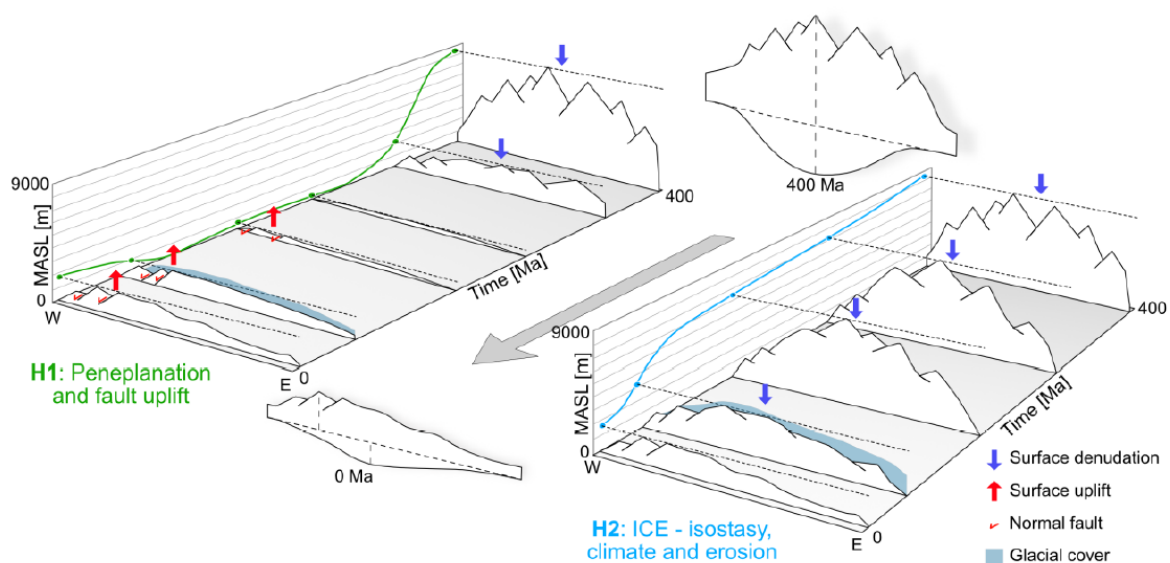 9000
MASL [m]
0
W
E
0
Time [Ma]
400
H1: Peneplanation
and fault uplift
400 Ma
0 Ma
9000
MASL [m]
0
W
E
0
Time [Ma]
400
H2: ICE - isostasy,
climate and erosion
Surface denudation
Surface uplift
Normal fault
Glacial cover